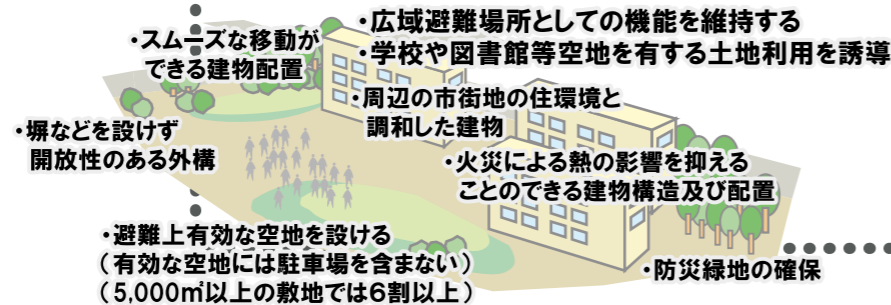 ・広域避難場所としての機能を維持する
・学校や図書館等空地を有する土地利用を誘導
・スムーズな移動が
できる建物配置
・周辺の市街地の住環境と
調和した建物
・塀などを設けず
開放性のある外構
・火災による熱の影響を抑える
ことのできる建物構造及び配置
・避難上有効な空地を設ける
（有効な空地には駐車場を含まない）
（5,000㎡以上の敷地では6割以上）
・防災緑地の確保